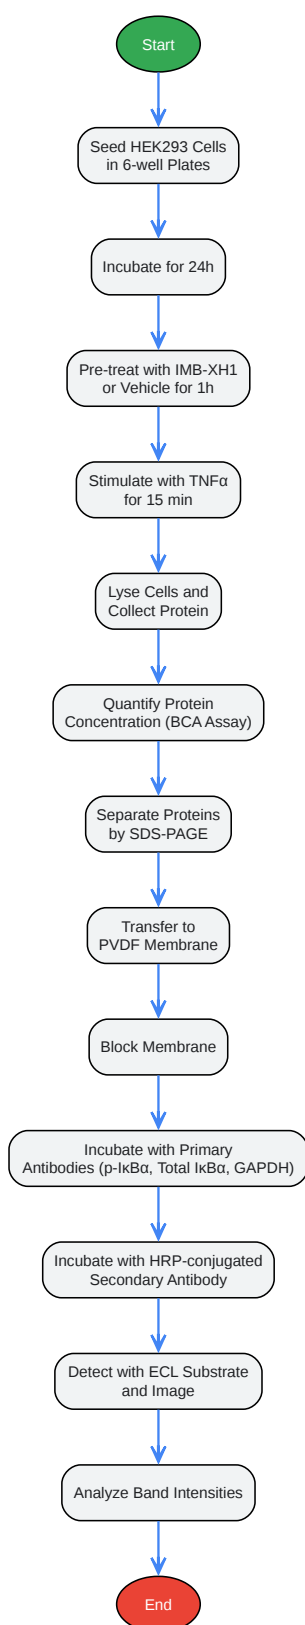 Start
Seed HEK293 Cells
in 6-well Plates
Incubate for 24h
Pre-treat with IMB-XH1
or Vehicle for 1h
Stimulate with TNFα
for 15 min
Lyse Cells and
Collect Protein
Quantify Protein
Concentration (BCA Assay)
Separate Proteins
by SDS-PAGE
Transfer to
PVDF Membrane
Block Membrane
Incubate with Primary
Antibodies (p-IκBα, Total IκBα, GAPDH)
Incubate with HRP-conjugated
Secondary Antibody
Detect with ECL Substrate
and Image
Analyze Band Intensities
End